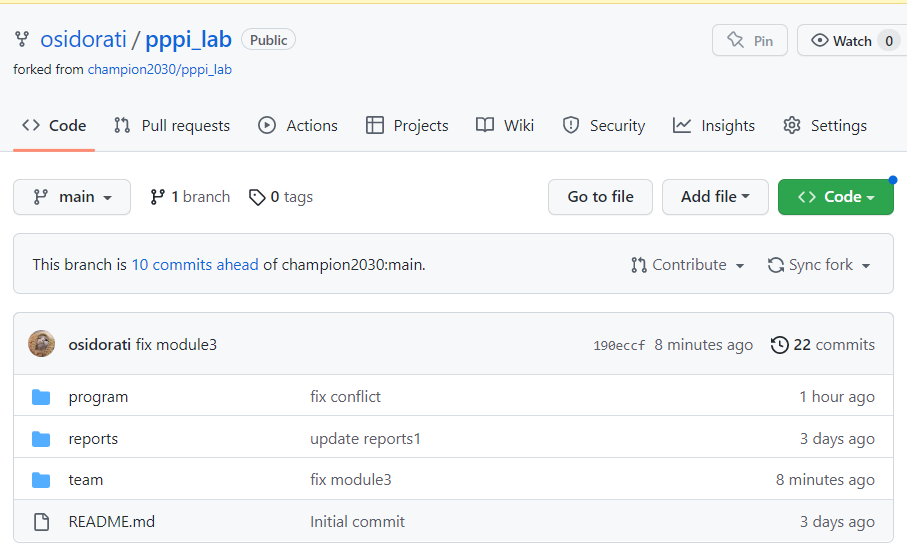 osidorati / pppi_lab Public Pin Watch 0
forked from champion2030/pppi_lab
<> Code Pull requests Actions Projects Wiki Security Insights Settings
main 1 branch 0 tags Go to file Add file <> Code
This branch is 10 commits ahead of champion2030:main. Contribute Sync fork
osidorati fix module3 190eccf 8 minutes ago 22 commits
program fix conflict 1 hour ago
reports update reports1 3 days ago
team fix module3 8 minutes ago
README.md Initial commit 3 days ago